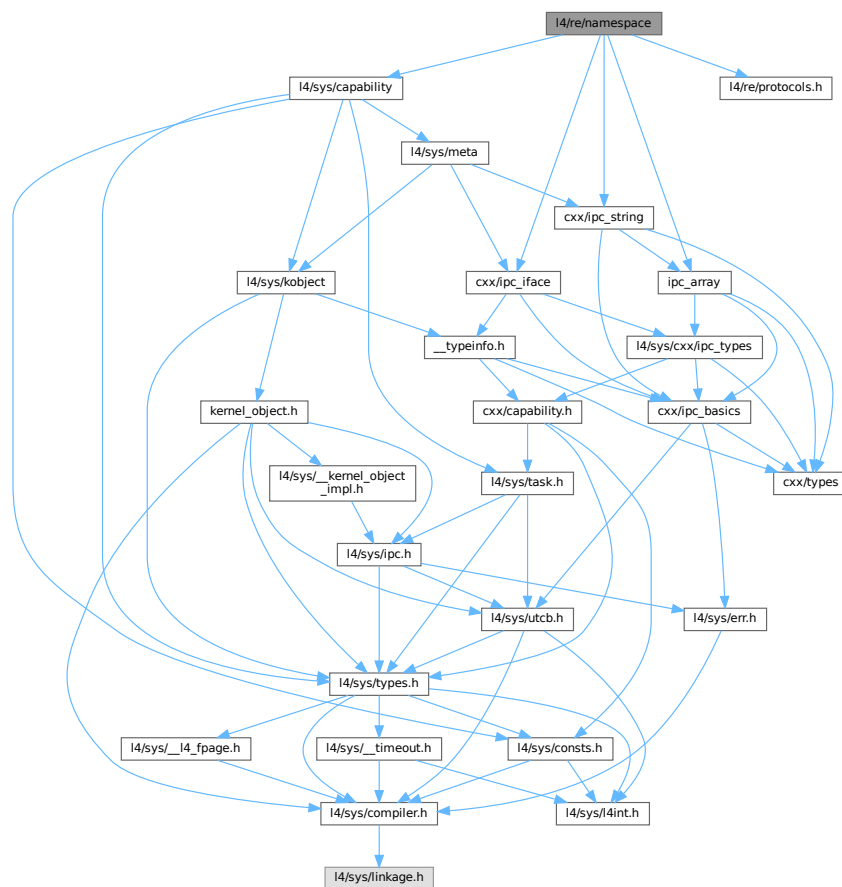 l4/re/namespace
l4/sys/capability
l4/re/protocols.h
l4/sys/meta
cxx/ipc_string
l4/sys/kobject
cxx/ipc_iface
ipc_array
__typeinfo.h
l4/sys/cxx/ipc_types
kernel_object.h
cxx/capability.h
cxx/ipc_basics
l4/sys/__kernel_object
_impl.h
l4/sys/task.h
cxx/types
l4/sys/ipc.h
l4/sys/utcb.h
l4/sys/err.h
l4/sys/types.h
l4/sys/__l4_fpage.h
l4/sys/__timeout.h
l4/sys/consts.h
l4/sys/compiler.h
l4/sys/l4int.h
l4/sys/linkage.h